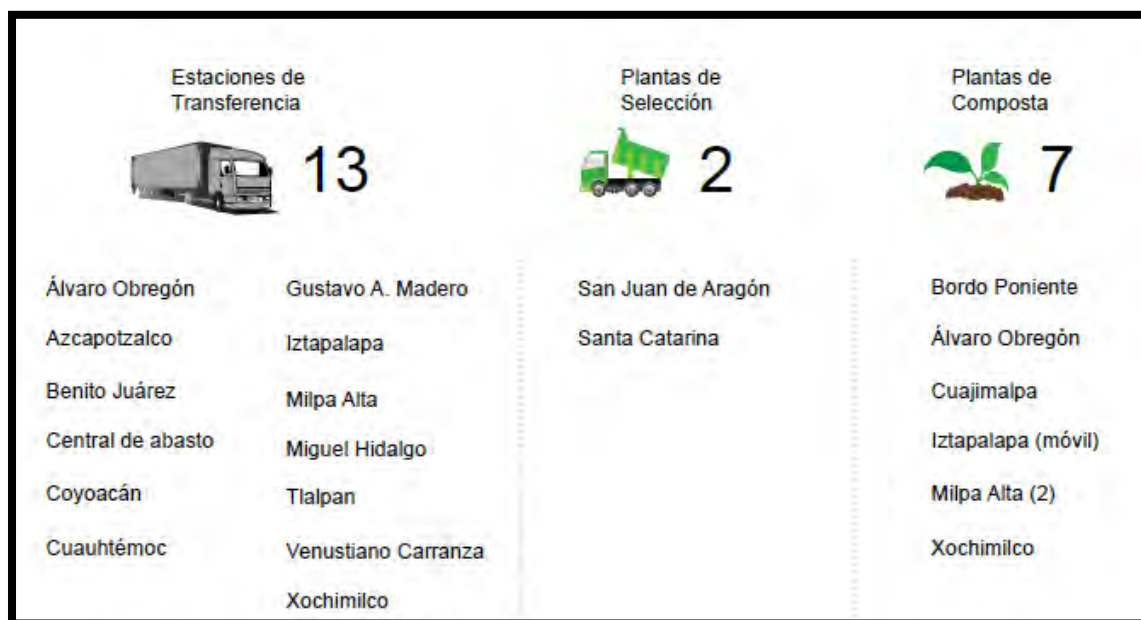 Estaciones de
Transferencia
13
Álvaro Obregón
Azcapotzalco
Benito Juárez
Central de abasto
Coyoacán
Cuauhtémoc
Gustavo A. Madero
Iztapalapa
Milpa Alta
Miguel Hidalgo
Tlalpan
Venustiano Carranza
Xochimilco
Plantas de
Selección
2
San Juan de Aragón
Santa Catarina
Plantas de
Composta
7
Bordo Poniente
Álvaro Obregón
Cuajimalpa
Iztapalapa (móvil)
Milpa Alta (2)
Xochimilco